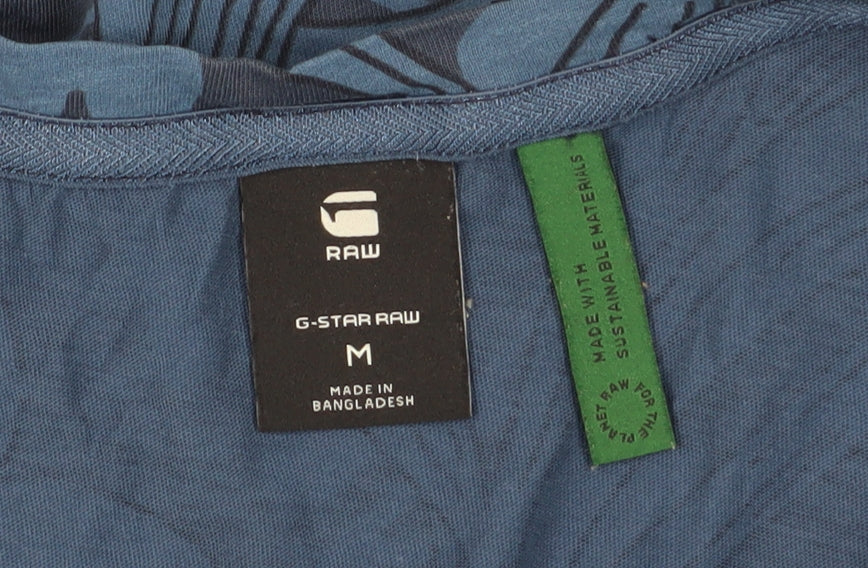 RAW
G-STAR RAW
M
MADE IN
BANGLADESH
MADE WITH
SUSTAINABLE MATERIALS
RAW FOR THE PLANET